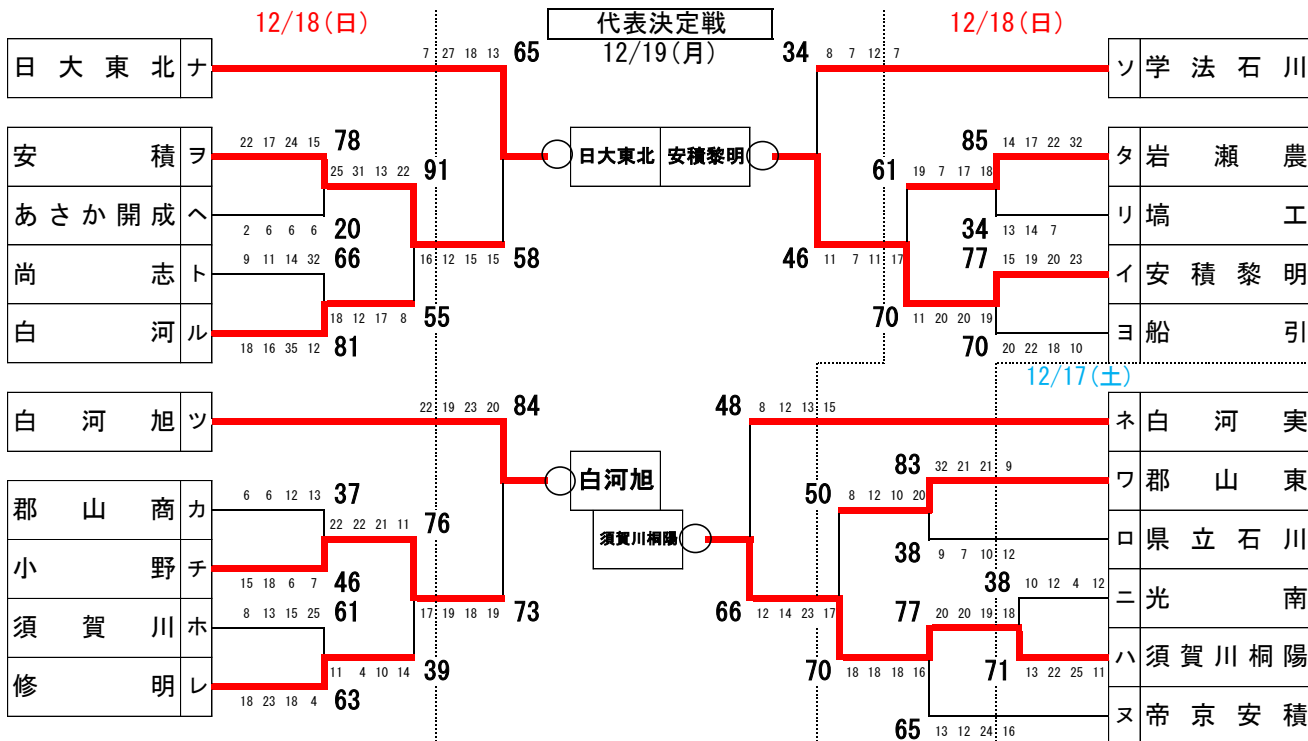 12/18(日)
代表決定戦
12/18(日)
12/19(月)
日大東北 ナ
7 27 18 13 65
34 8 7 12 7
ソ 学法石川
安積 ヲ
22 17 24 15 78
25 31 13 22 91
あさか開成 ヘ
2 6 6 6 20
尚志 ト
9 11 14 32 66
18 12 17 8 55
白河 ル
18 16 35 12 81
16 12 15 15 58
日大東北 安積黎明
85 14 17 22 32
タ 岩瀬農
61 19 7 17 18
34 13 14 7
リ 塙工
46 11 7 11 17
77 15 19 20 23
イ 安積黎明
70 11 20 20 19
70 20 22 18 10
ヨ 船引
12/17(土)
白河旭 ツ
22 19 23 20 84
48 8 12 13 15
ネ 白河実
郡山商 カ
6 6 12 13 37
22 22 21 11 76
小野 チ
15 18 6 7 46
須賀川 ホ
8 13 15 25 61
11 4 10 14 39
修明 レ
18 23 18 4 63
17 19 18 19 73
白河旭
須賀川桐陽
83 32 21 21 9
ワ 郡山東
50 8 12 10 20
38 9 7 10 12
ロ 県立石川
38 10 12 4 12
ニ 光南
66 12 14 23 17
77 20 20 19 18
71 13 22 25 11
ハ 須賀川桐陽
70 18 18 18 16
65 13 12 24 16
ヌ 帝京安積